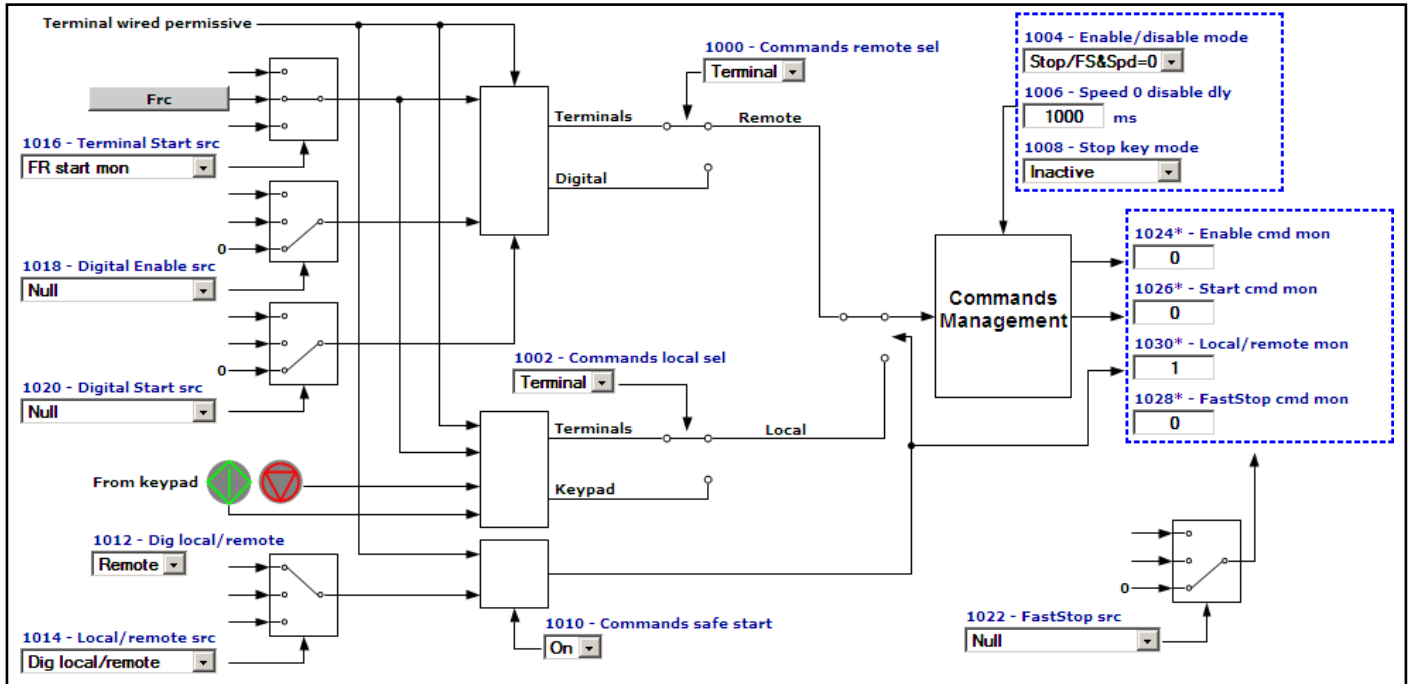 Terminal wired permissive
Frc
1016 - Terminal Start src
FR start mon
0
1018 - Digital Enable src
Null
0
1020 - Digital Start src
Null
From keypad
1012 - Dig local/remote
Remote
1014 - Local/remote src
Dig local/remote
1000 - Commands remote sel
Terminal
Terminals
Remote
Digital
1002 - Commands local sel
Terminal
Terminals
Local
Keypad
1010 - Commands safe start
On
1004 - Enable/disable mode
Stop/FS&Spd=0
1006 - Speed 0 disable dly
1000 ms
1008 - Stop key mode
Inactive
Commands
Management
1024* - Enable cmd mon
0
1026* - Start cmd mon
0
1030* - Local/remote mon
1
1028* - FastStop cmd mon
0
0
1022 - FastStop src
Null